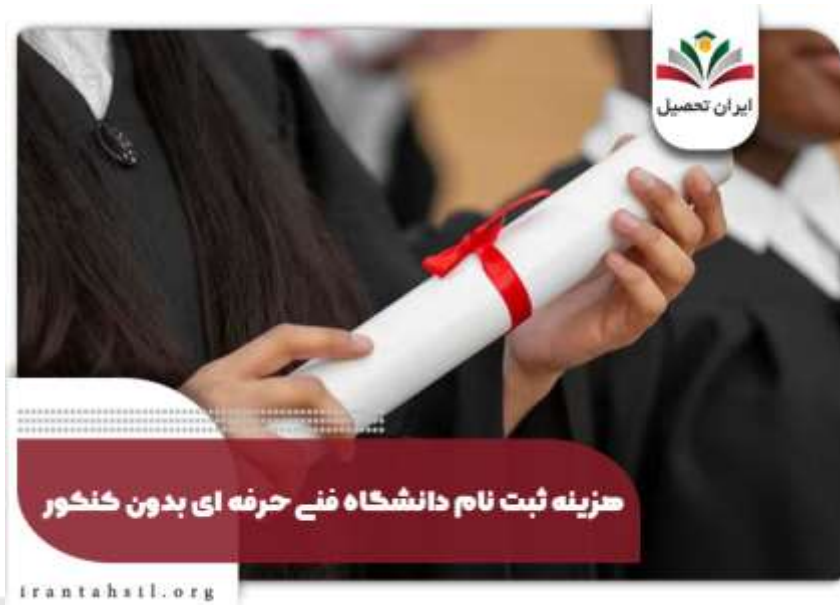 ایران تحصیل
هزینه ثبت نام دانشگاه فنی حرفه ای بدون کنکور
irantahsil.org